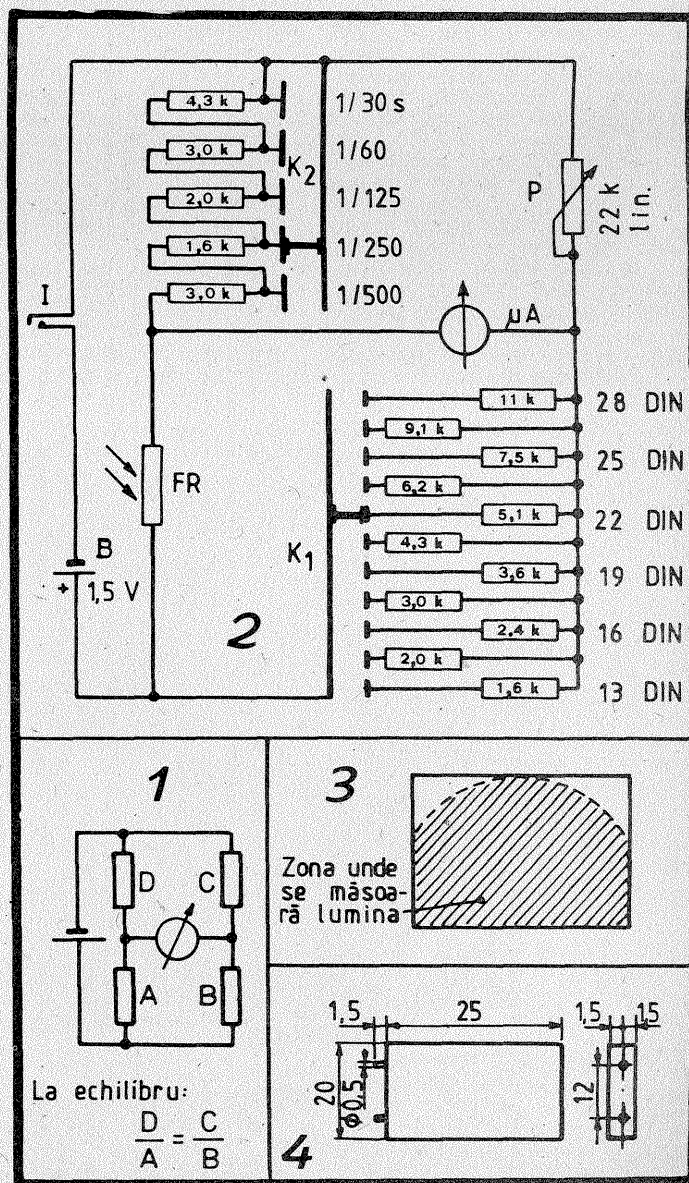 4,3 k
1/30 s
3,0 k
K2
1/60
2,0 k
1/125
P
22 k
lin.
1,6 k
1/250
I
3,0 k
1/500
µA
11 k
28 DIN
9,1 k
FR
7,5 k
25 DIN
6,2 k
B
K1
5,1 k
22 DIN
+ 1,5 V
4,3 k
3,6 k
19 DIN
2
3,0 k
2,4 k
16 DIN
2,0 k
1,6 k
13 DIN
1
D
C
A
B
La echilibru:
D/A = C/B
3
Zona unde
se măsoa-
ră lumina
1,5
25
1,5
1,5
20
ϕ0,5
12
4